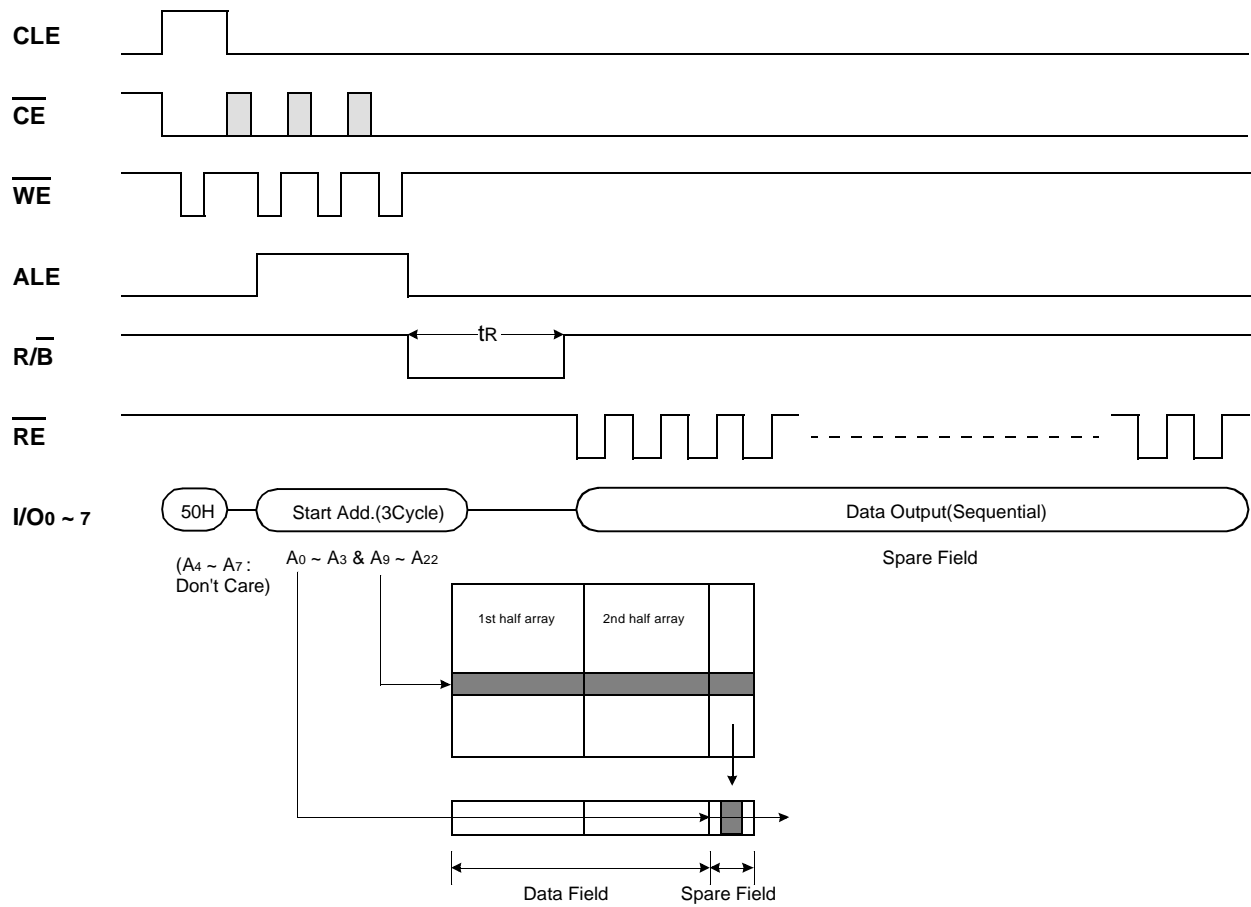 CLE
CE
WE
ALE
tR
R/B
RE
I/O0 ~ 7
50H
Start Add.(3Cycle)
Data Output(Sequential)
(A4 ~ A7 :
Don't Care)
A0 ~ A3 & A9 ~ A22
Spare Field
1st half array
2nd half array
Data Field
Spare Field